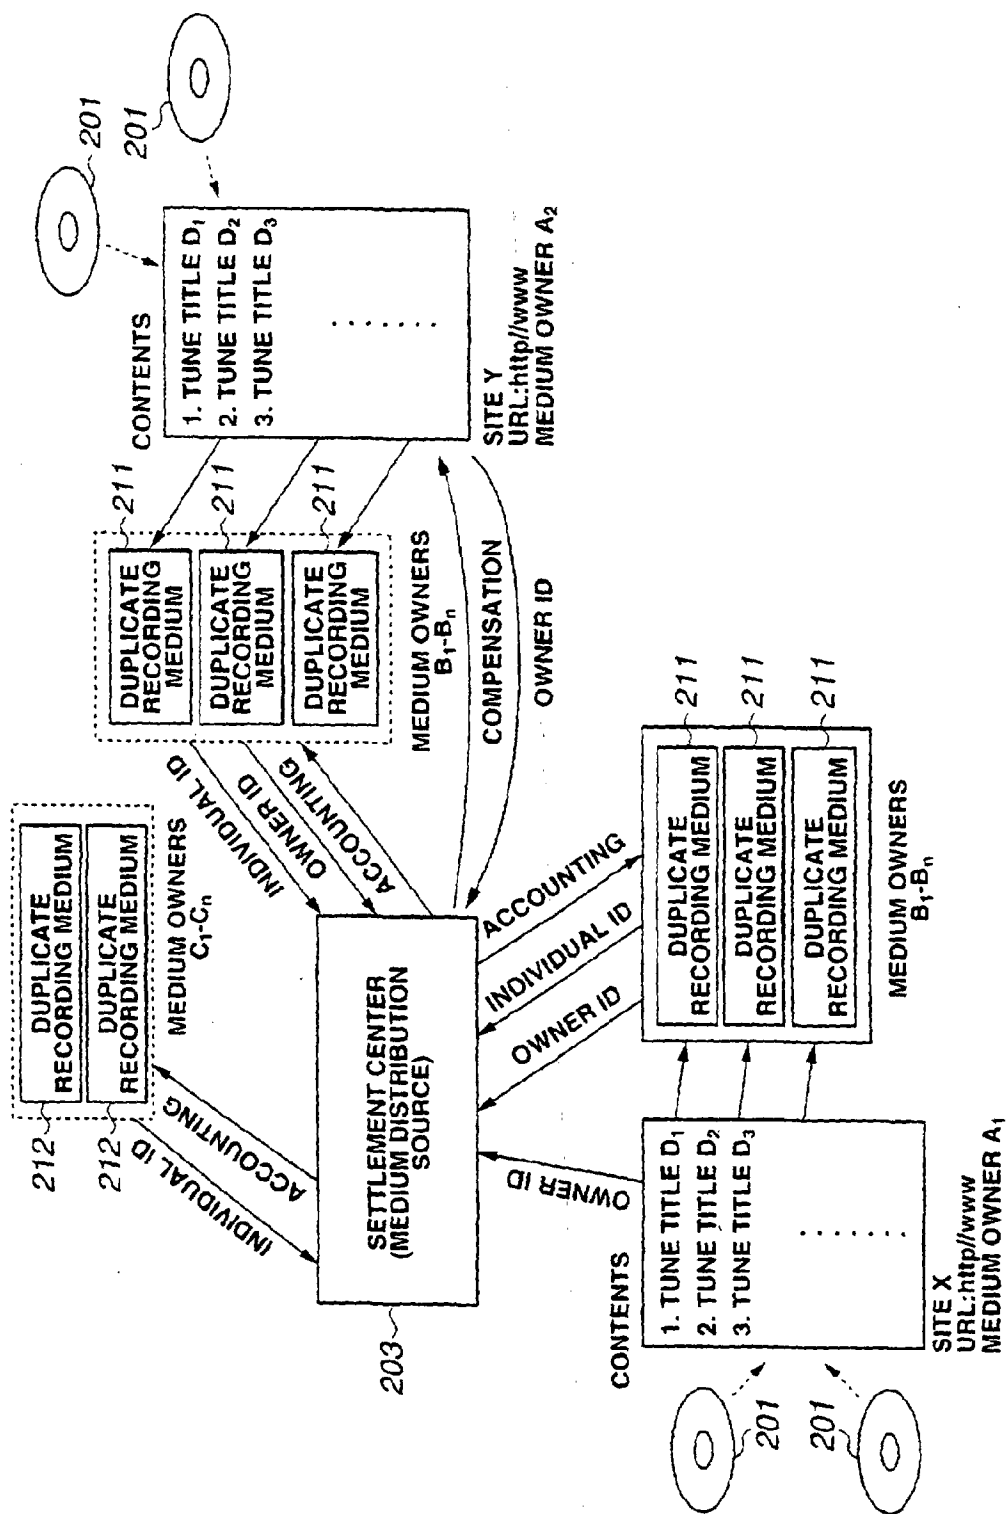 212
DUPLICATE
RECORDING MEDIUM
212
DUPLICATE
RECORDING MEDIUM
MEDIUM OWNERS
C1-Cn
201
201
CONTENTS
1. TUNE TITLE D1
2. TUNE TITLE D2
3. TUNE TITLE D3
. . . . . . .
SITE Y
URL:http//www
MEDIUM OWNER A2
DUPLICATE
RECORDING
MEDIUM
211
DUPLICATE
RECORDING
MEDIUM
211
DUPLICATE
RECORDING
MEDIUM
211
MEDIUM OWNERS
B1-Bn
INDIVIDUAL ID
ACCOUNTING
INDIVIDUAL ID
OWNER ID
ACCOUNTING
203
SETTLEMENT CENTER
(MEDIUM DISTRIBUTION
SOURCE)
COMPENSATION
OWNER ID
ACCOUNTING
INDIVIDUAL ID
OWNER ID
OWNER ID
201
201
CONTENTS
1. TUNE TITLE D1
2. TUNE TITLE D2
3. TUNE TITLE D3
. . . . . . .
SITE X
URL:http//www
MEDIUM OWNER A1
DUPLICATE
RECORDING MEDIUM
211
DUPLICATE
RECORDING MEDIUM
211
DUPLICATE
RECORDING MEDIUM
211
MEDIUM OWNERS
B1-Bn